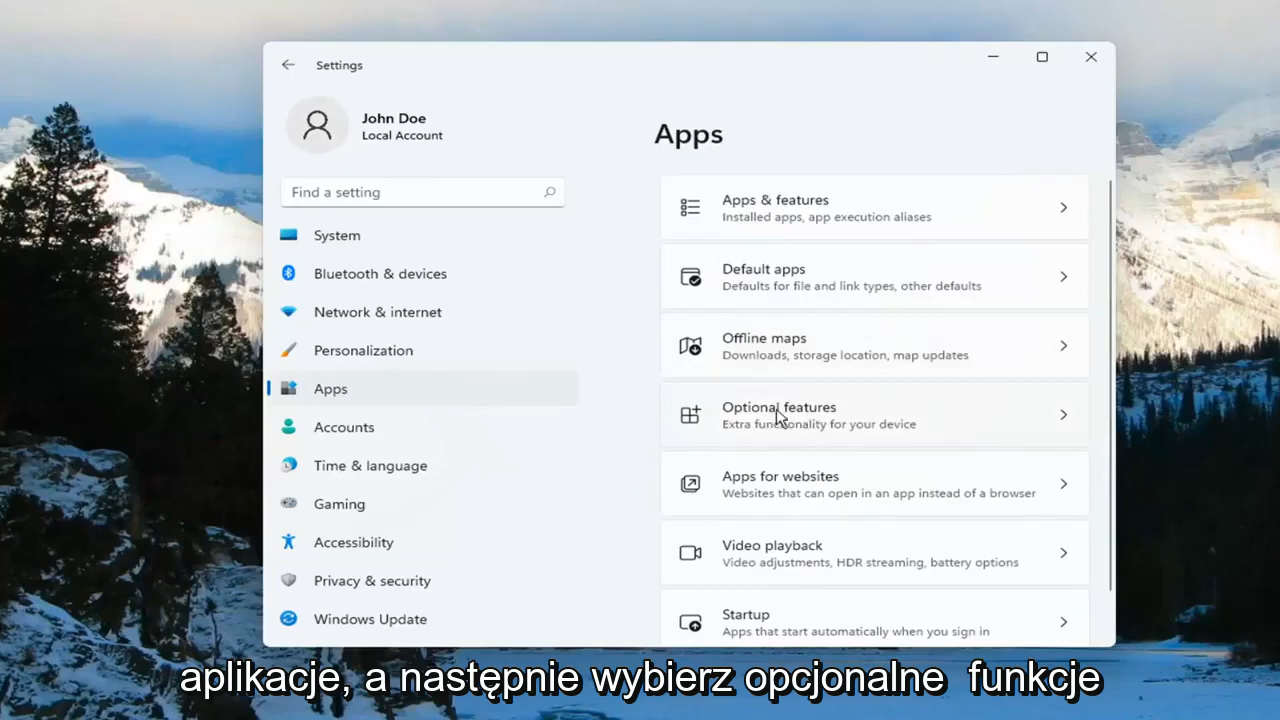 Settings
John Doe
Local Account
Find a setting
System
Bluetooth & devices
Network & internet
Personalization
Apps
Accounts
Time & language
Gaming
Accessibility
Privacy & security
Windows Update
Apps
Apps & features
Installed apps, app execution aliases
Default apps
Defaults for file and link types, other defaults
Offline maps
Downloads, storage location, map updates
Optional features
Extra functionality for your device
Apps for websites
Websites that can open in an app instead of a browser
Video playback
Video adjustments, HDR streaming, battery options
Startup
Apps that start automatically when you sign in
aplikacje, a następnie wybierz opcjonalne funkcje